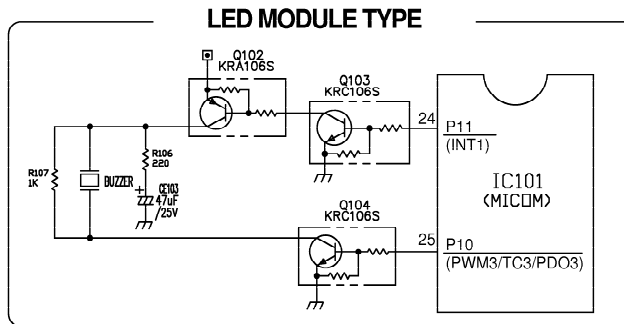 LED MODULE TYPE
Q102
KRA106S
Q103
KRC106S
24
P11
(INT1)
R107
1K
BUZZER
R106
220
+
CE103
47uF
/25V
IC101
(MICOM)
Q104
KRC106S
25
P10
(PWM3/TC3/PDO3)